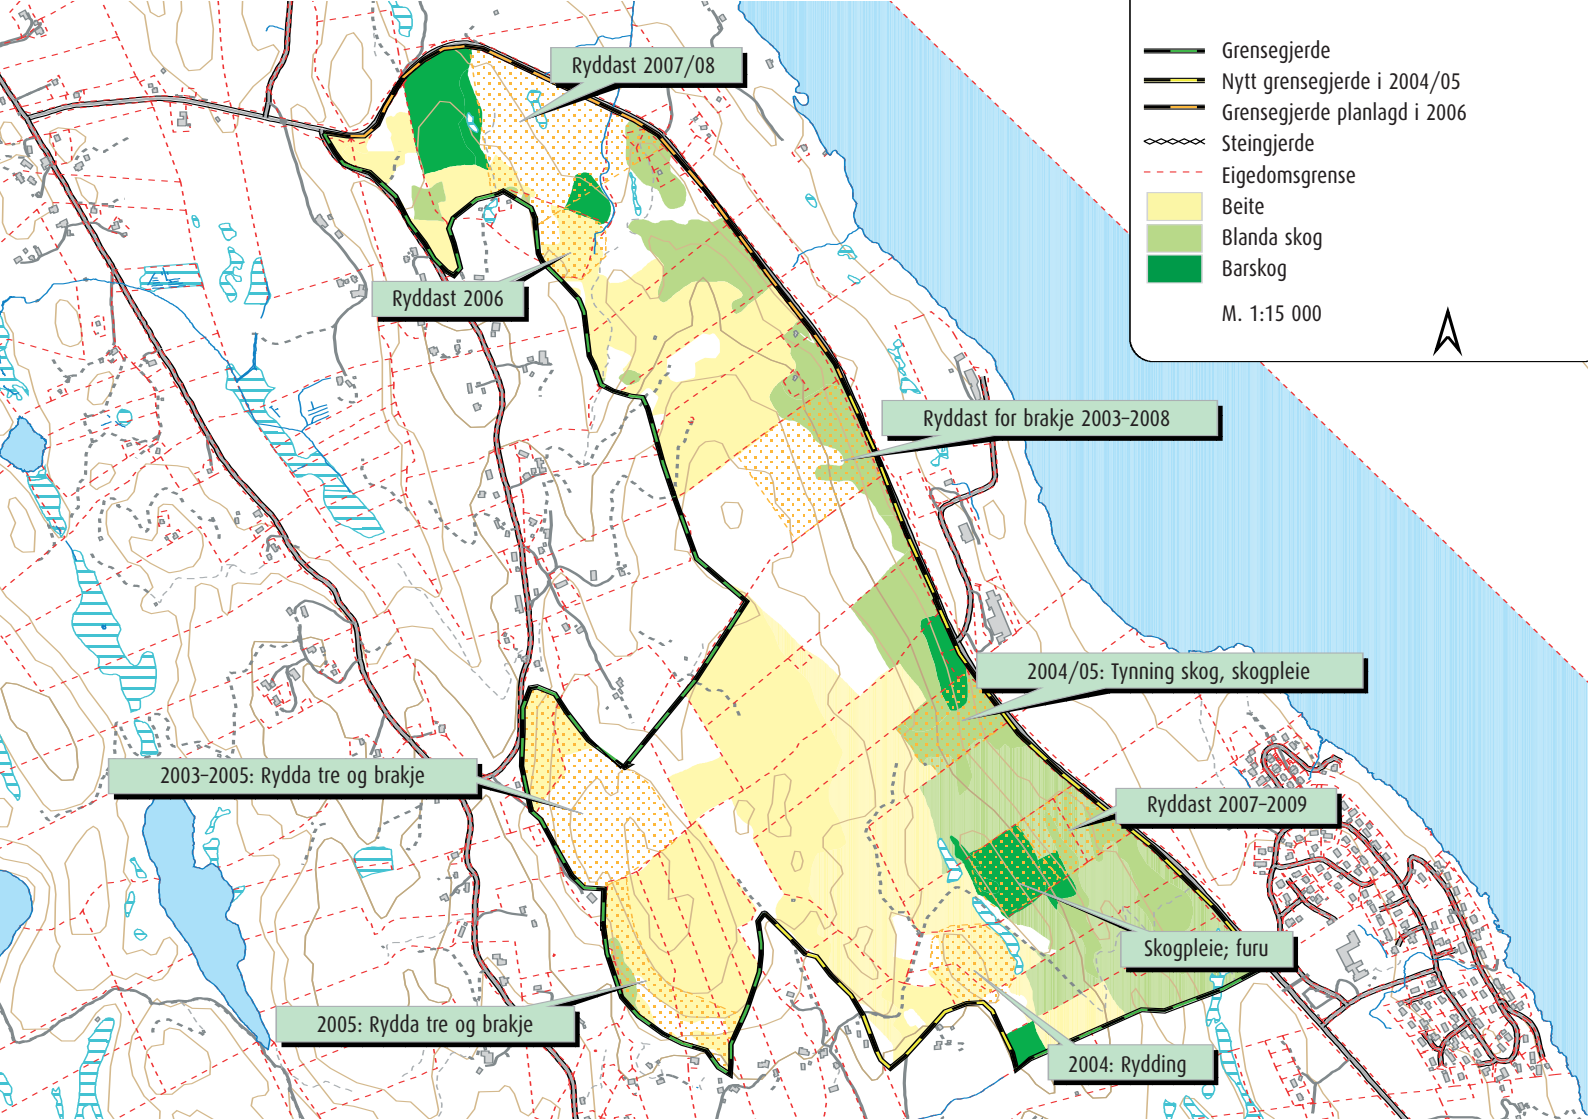 Grensegjerde
Nytt grensegjerde i 2004/05
Grensegjerde planlagd i 2006
Steingjerde
Eigedomsgrense
Beite
Blanda skog
Barskog
M. 1:15 000
Ryddast 2007/08
Ryddast 2006
Ryddast for brakje 2003–2008
2004/05: Tynning skog, skogpleie
2003–2005: Rydda tre og brakje
Ryddast 2007–2009
Skogpleie; furu
2005: Rydda tre og brakje
2004: Rydding